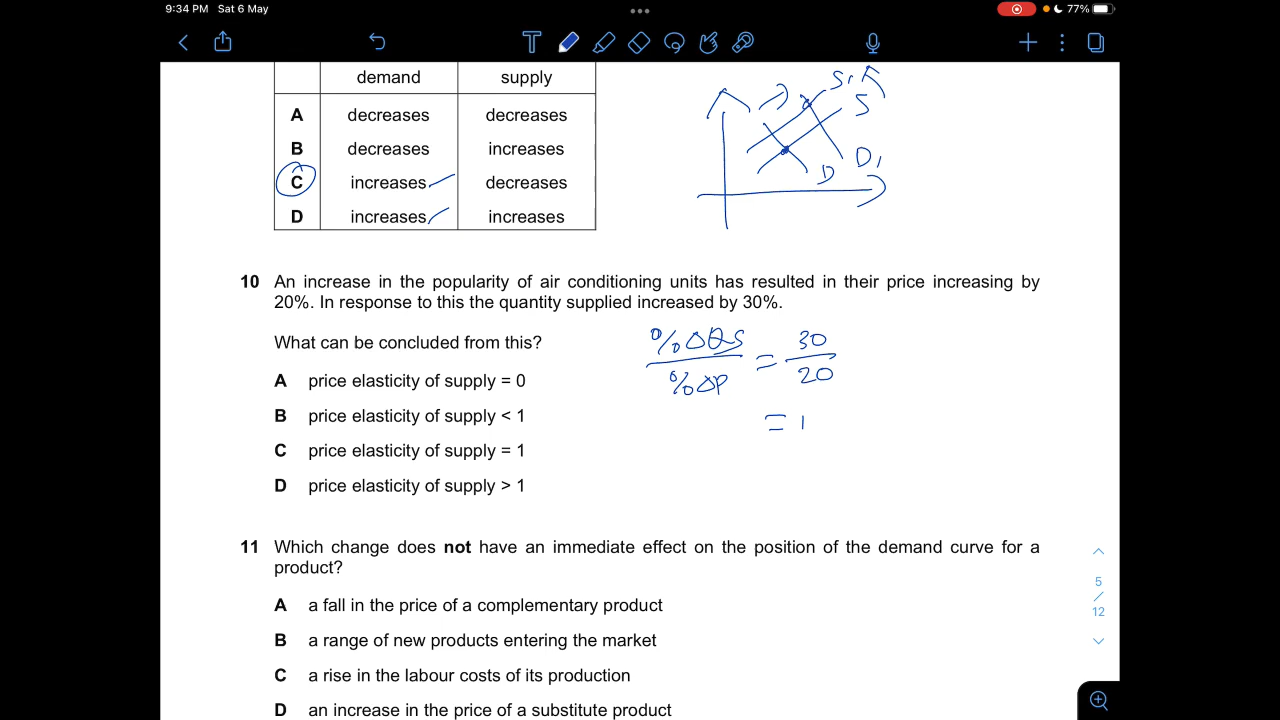 9:34 PM Sat 6 May
77%
demand supply
A decreases decreases
B decreases increases
C increases decreases
D increases increases
S1
S
D1
D
10 An increase in the popularity of air conditioning units has resulted in their price increasing by
20%. In response to this the quantity supplied increased by 30%.
What can be concluded from this?
%ΔQS
%ΔP
= 30
20
= 1
A price elasticity of supply = 0
B price elasticity of supply < 1
C price elasticity of supply = 1
D price elasticity of supply > 1
11 Which change does not have an immediate effect on the position of the demand curve for a
product?
A a fall in the price of a complementary product
B a range of new products entering the market
C a rise in the labour costs of its production
D an increase in the price of a substitute product
5
/
12